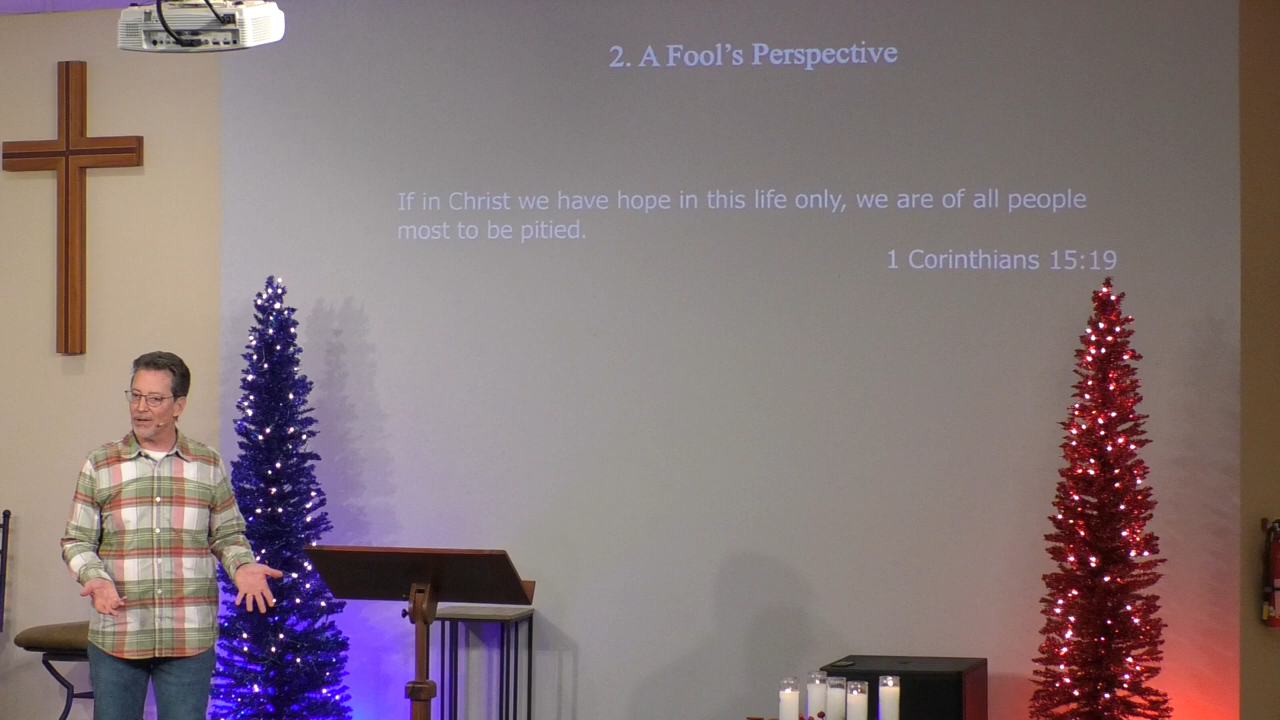 2. A Fool's Perspective
If in Christ we have hope in this life only, we are of all people
most to be pitied.
1 Corinthians 15:19